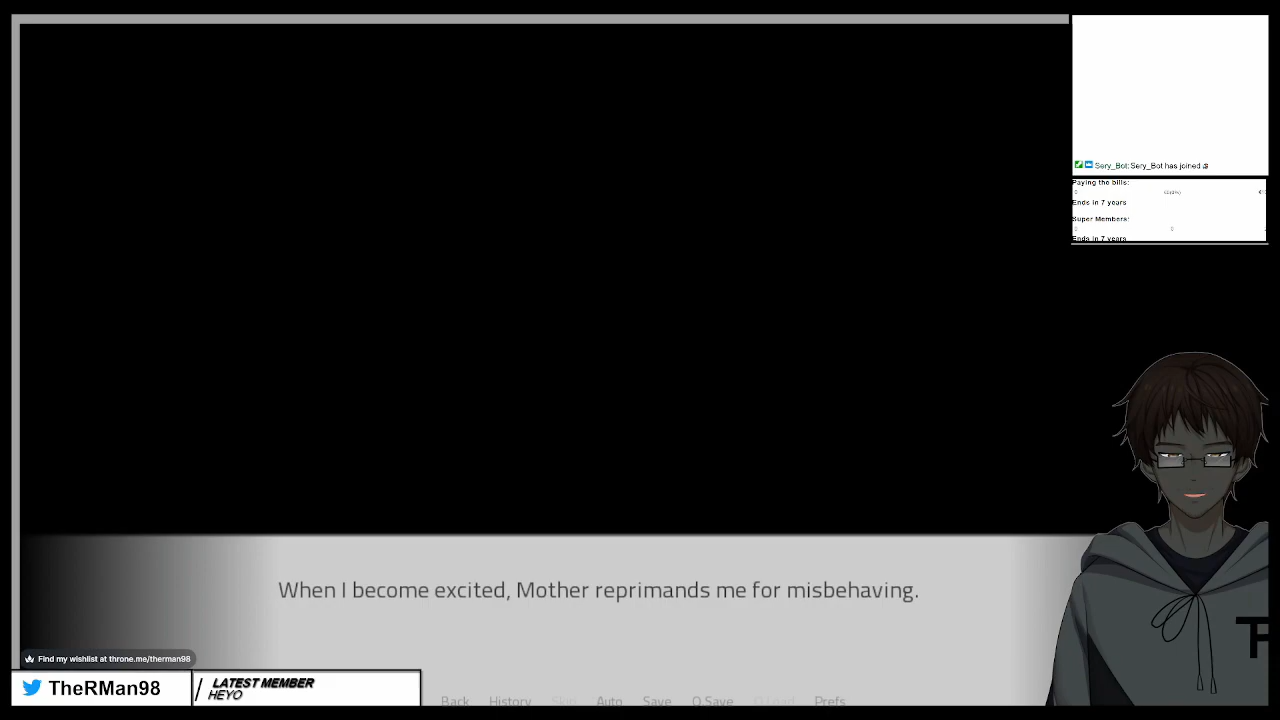 Sery_Bot: Sery_Bot has joined
Paying the bills:
Ends in 7 years
Super Members:
Ends in 7 years
When I become excited, Mother reprimands me for misbehaving.
Find my wishlist at throne.me/therman98
TheRMan98
LATEST MEMBER
HEYO
Back History Skip Auto Save Q.Save Q.Load Prefs